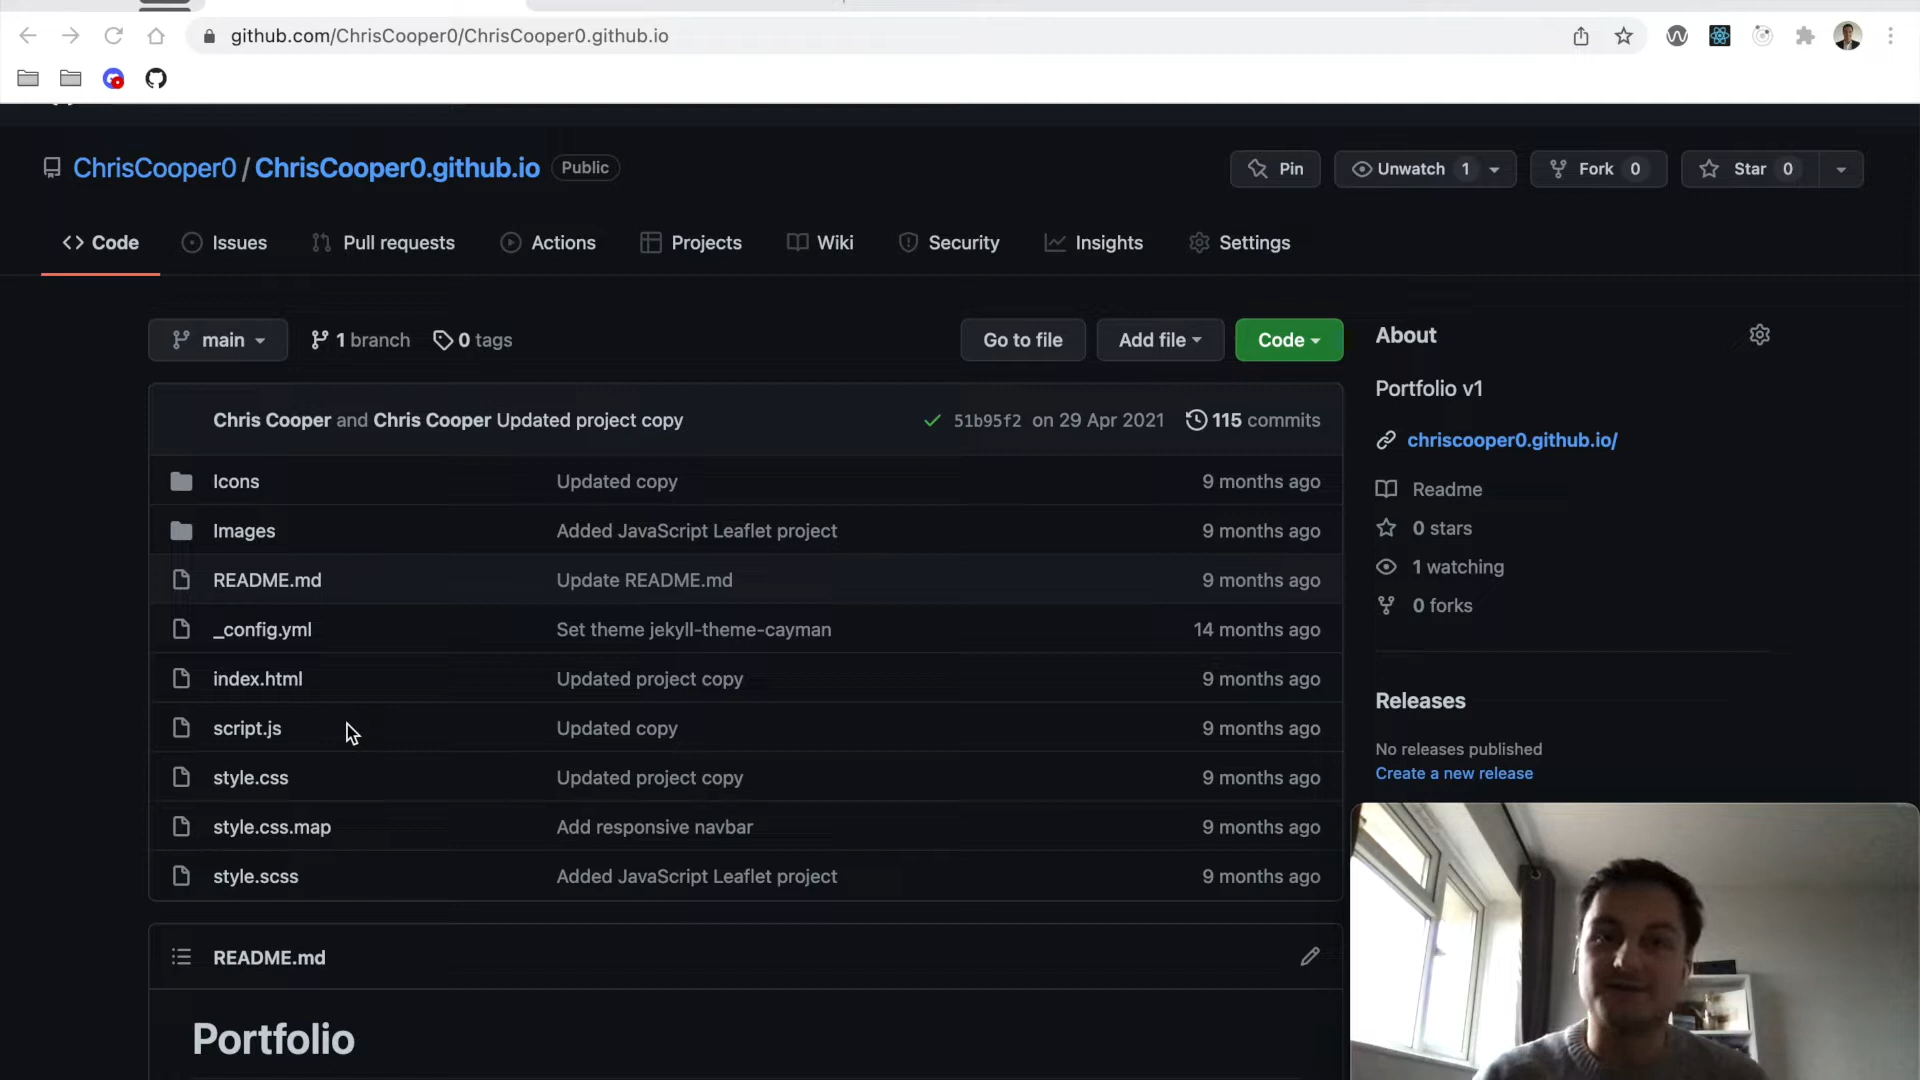 github.com/ChrisCooper0/ChrisCooper0.github.io
ChrisCooper0 / ChrisCooper0.github.io Public
Pin
Unwatch 1
Fork 0
Star 0
Code
Issues
Pull requests
Actions
Projects
Wiki
Security
Insights
Settings
main
1 branch
0 tags
Go to file
Add file
Code
Chris Cooper and Chris Cooper Updated project copy
51b95f2 on 29 Apr 2021
115 commits
Icons Updated copy 9 months ago
Images Added JavaScript Leaflet project 9 months ago
README.md Update README.md 9 months ago
_config.yml Set theme jekyll-theme-cayman 14 months ago
index.html Updated project copy 9 months ago
script.js Updated copy 9 months ago
style.css Updated project copy 9 months ago
style.css.map Add responsive navbar 9 months ago
style.scss Added JavaScript Leaflet project 9 months ago
README.md
Portfolio
About
Portfolio v1
chriscooper0.github.io/
Readme
0 stars
1 watching
0 forks
Releases
No releases published
Create a new release